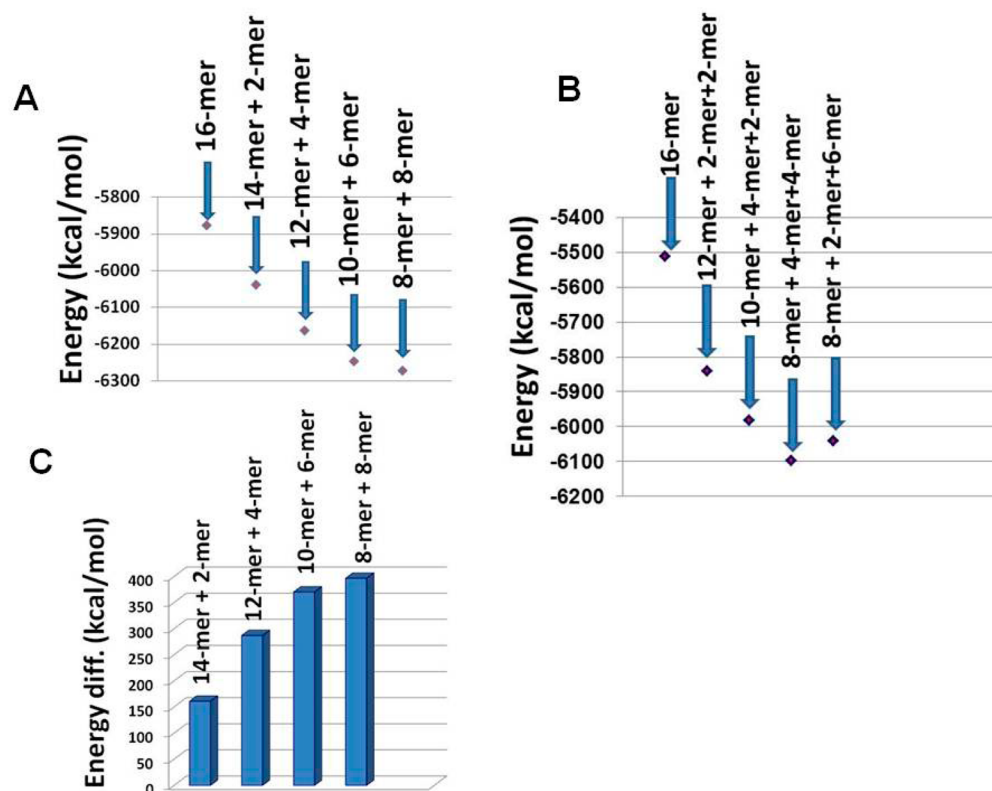 A
Energy (kcal/mol)
-5800
-5900
-6000
-6100
-6200
-6300
16-mer
14-mer + 2-mer
12-mer + 4-mer
10-mer + 6-mer
8-mer + 8-mer
B
Energy (kcal/mol)
-5400
-5500
-5600
-5700
-5800
-5900
-6000
-6100
-6200
16-mer
12-mer + 2-mer+2-mer
10-mer + 4-mer+2-mer
8-mer + 4-mer+4-mer
8-mer + 2-mer+6-mer
C
Energy diff. (kcal/mol)
400
350
300
250
200
150
100
50
0
14-mer + 2-mer
12-mer + 4-mer
10-mer + 6-mer
8-mer + 8-mer